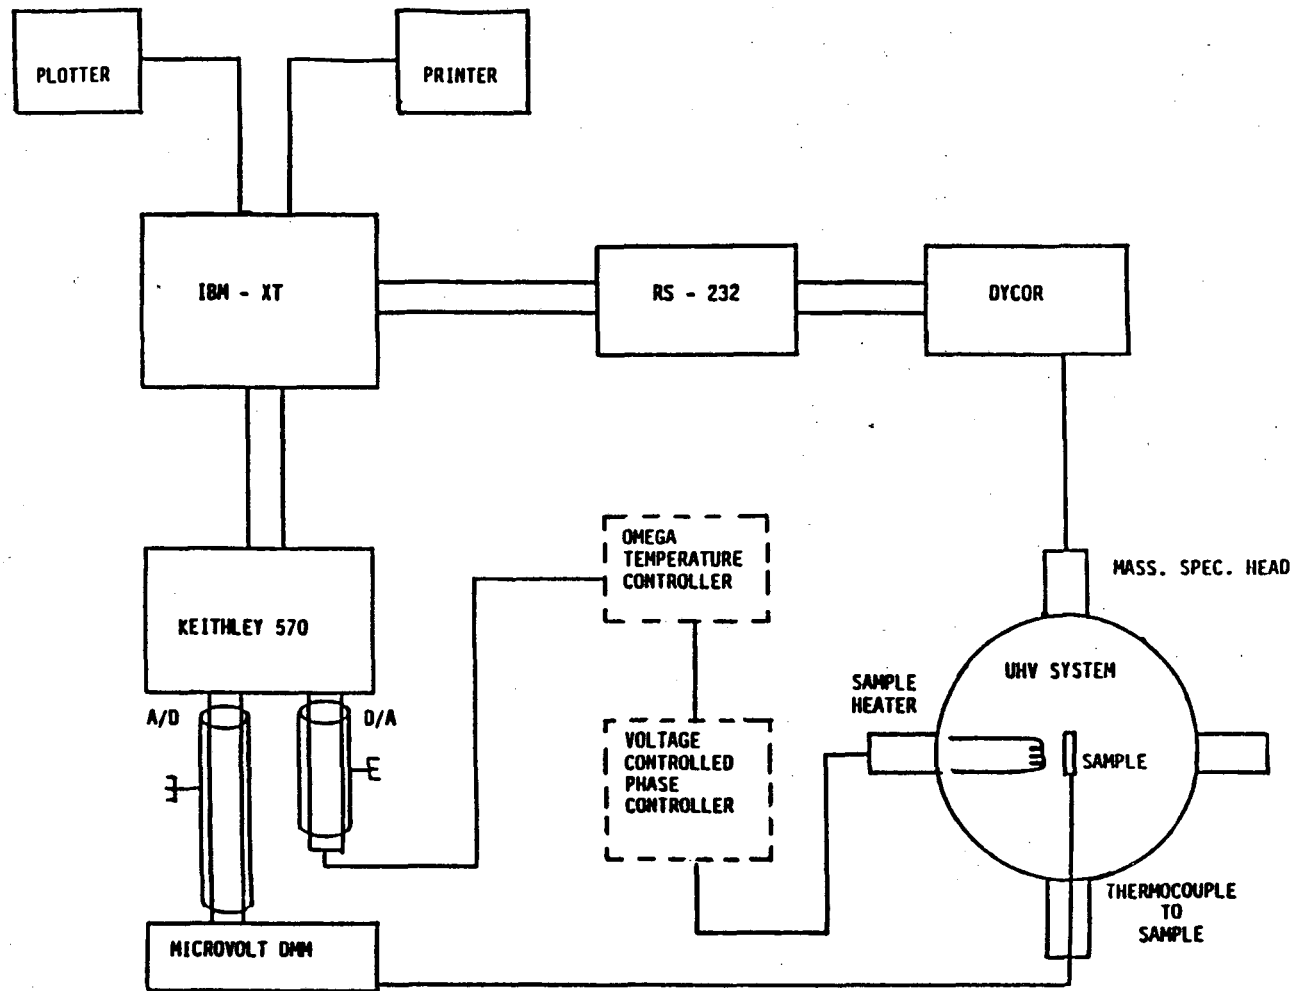 PLOTTER
PRINTER
IBM - XT
RS - 232
DYCOR
OMEGA
TEMPERATURE
CONTROLLER
MASS. SPEC. HEAD
KEITHLEY 570
UHV SYSTEM
SAMPLE
HEATER
A/D
D/A
VOLTAGE
CONTROLLED
PHASE
CONTROLLER
SAMPLE
THERMOCOUPLE
TO
SAMPLE
MICROVOLT DMM